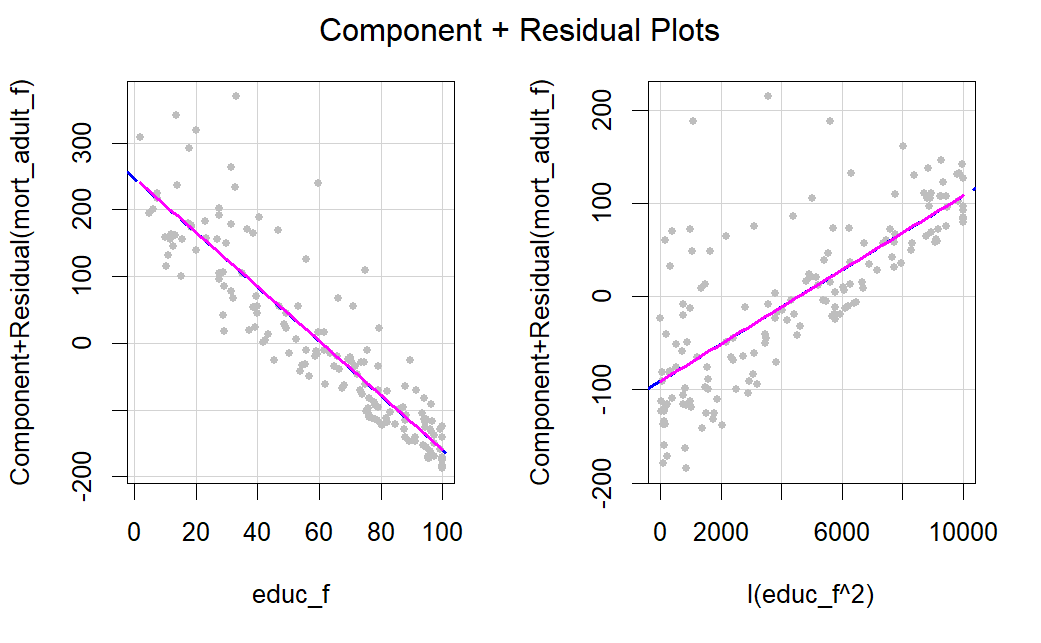 Component + Residual Plots
Component+Residual(mort_adult_f)
300
200
100
0
-200
0 20 40 60 80 100
educ_f
Component+Residual(mort_adult_f)
200
100
0
-100
-200
0 2000 6000 10000
I(educ_f^2)